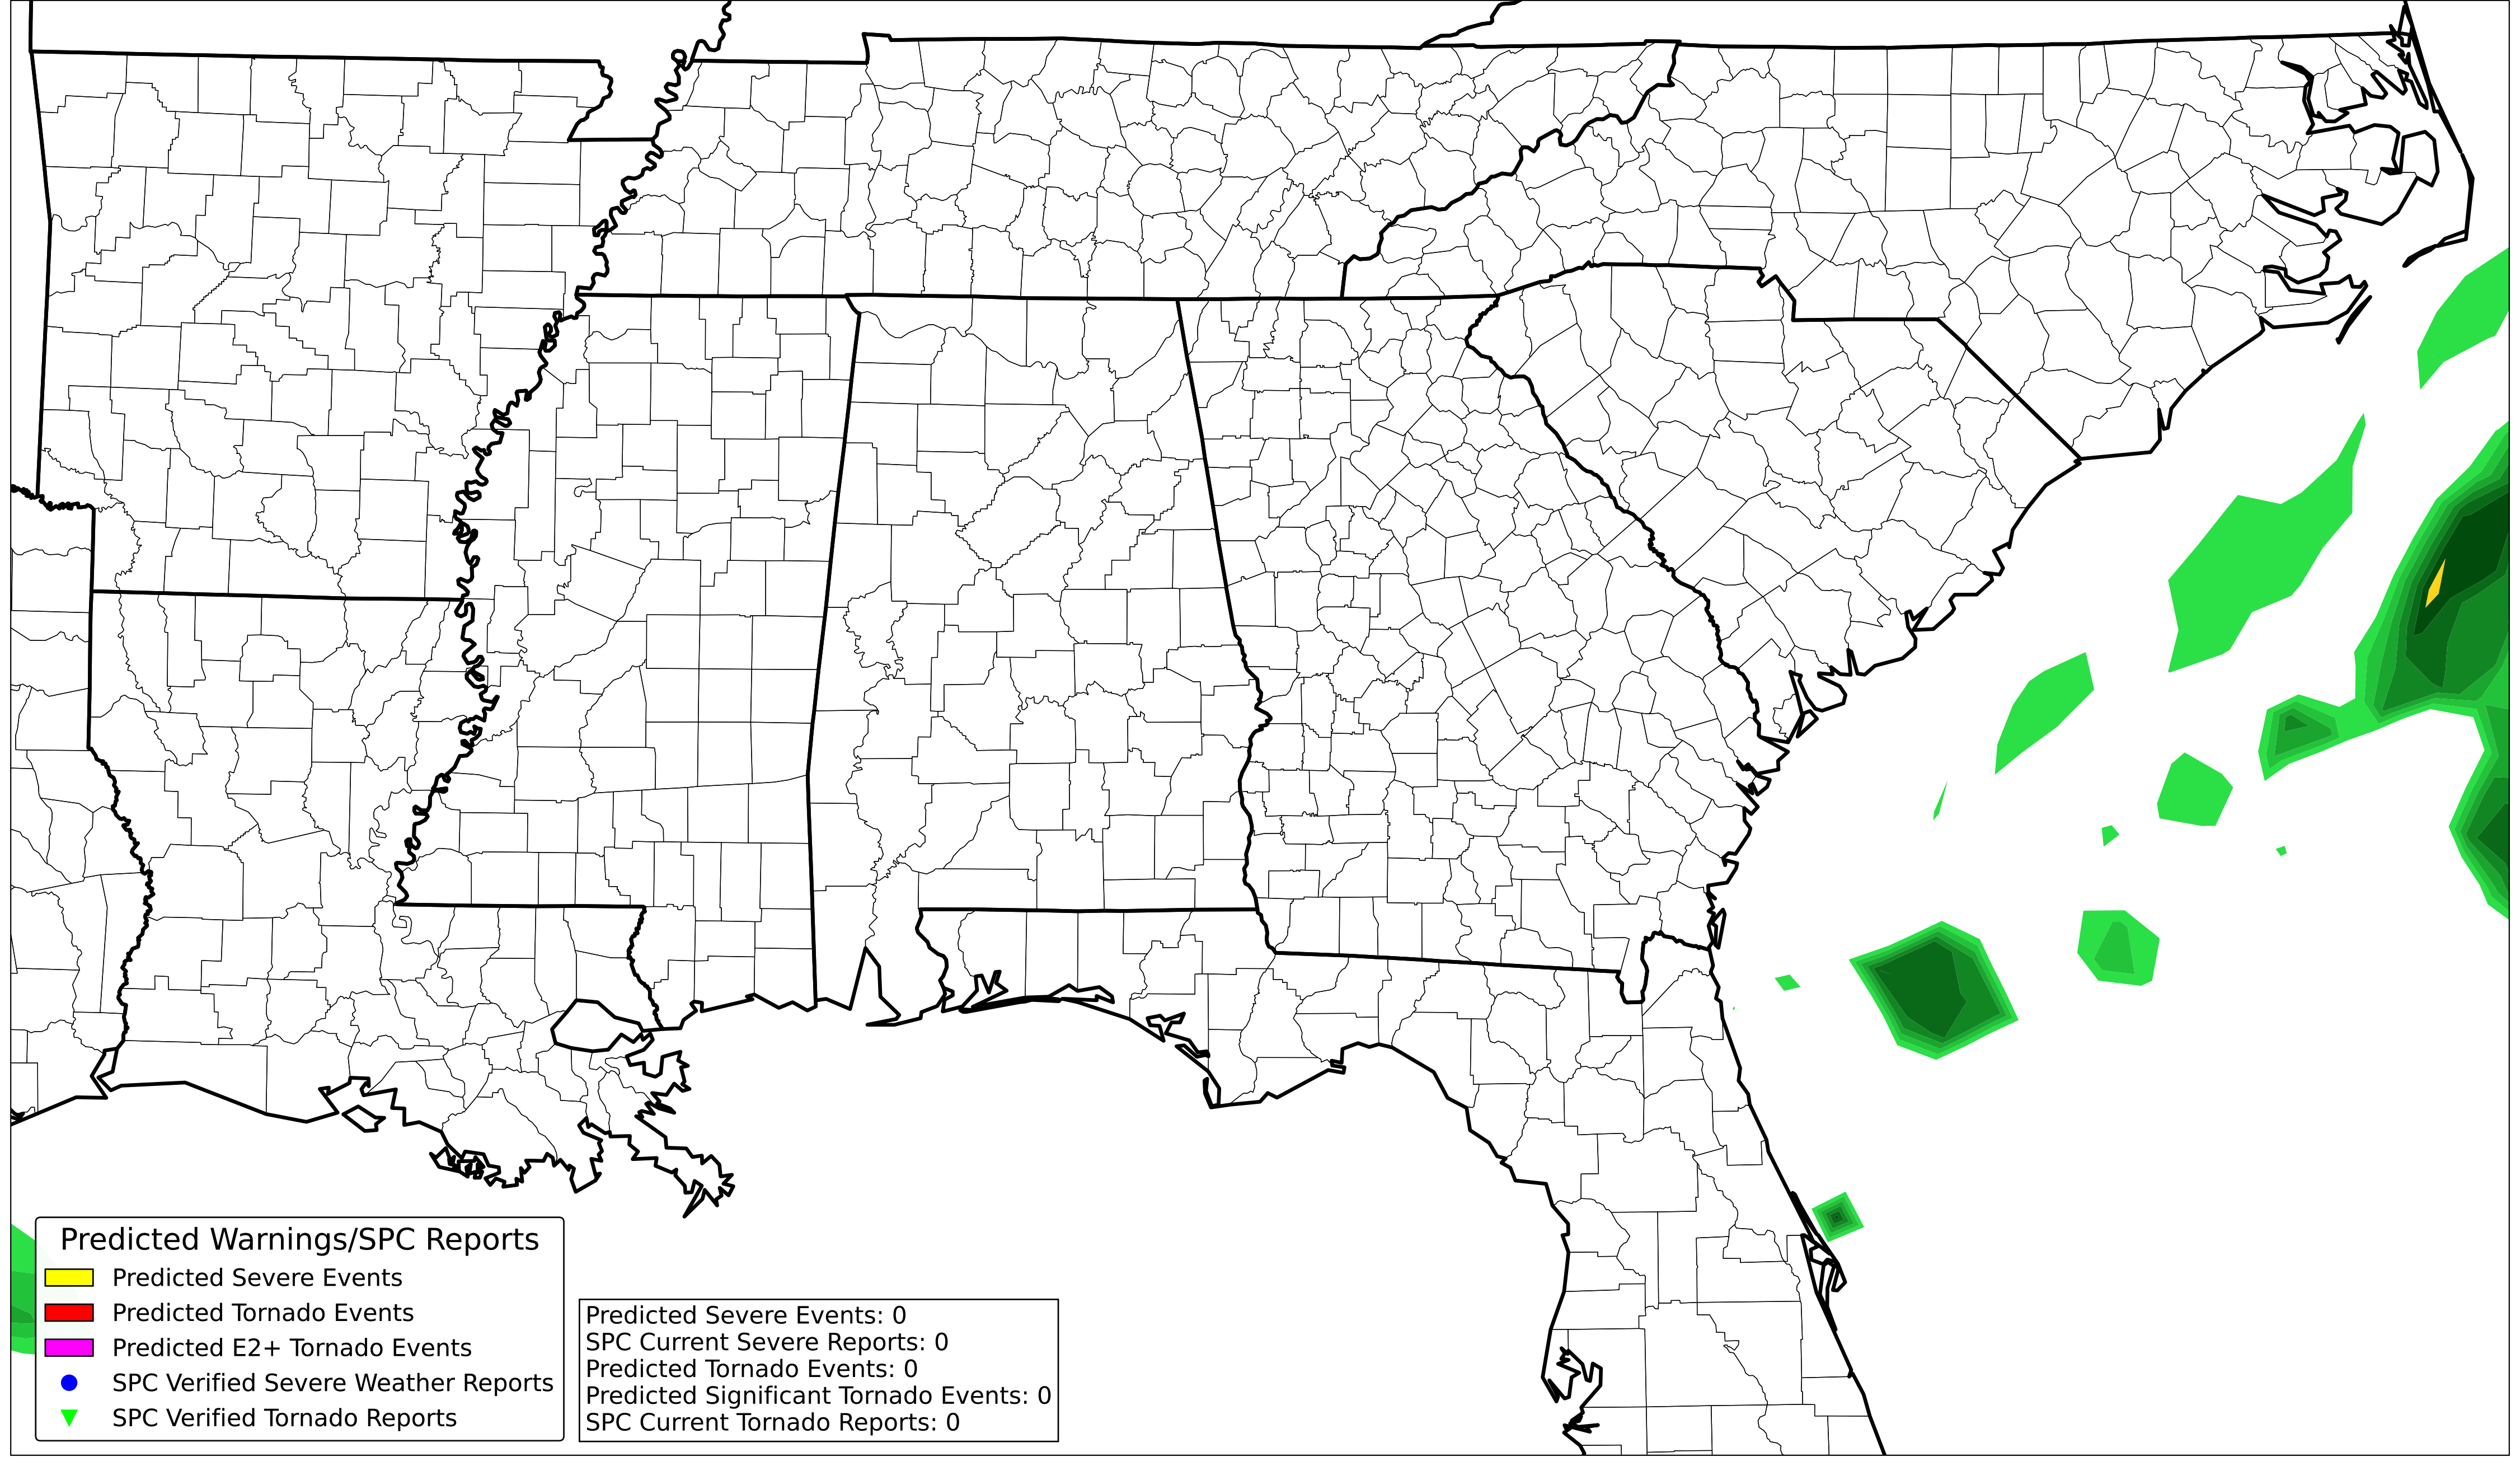 Predicted Warnings/SPC Reports
Predicted Severe Events
Predicted Tornado Events
Predicted E2+ Tornado Events
SPC Verified Severe Weather Reports
SPC Verified Tornado Reports
Predicted Severe Events: 0
SPC Current Severe Reports: 0
Predicted Tornado Events: 0
Predicted Significant Tornado Events: 0
SPC Current Tornado Reports: 0